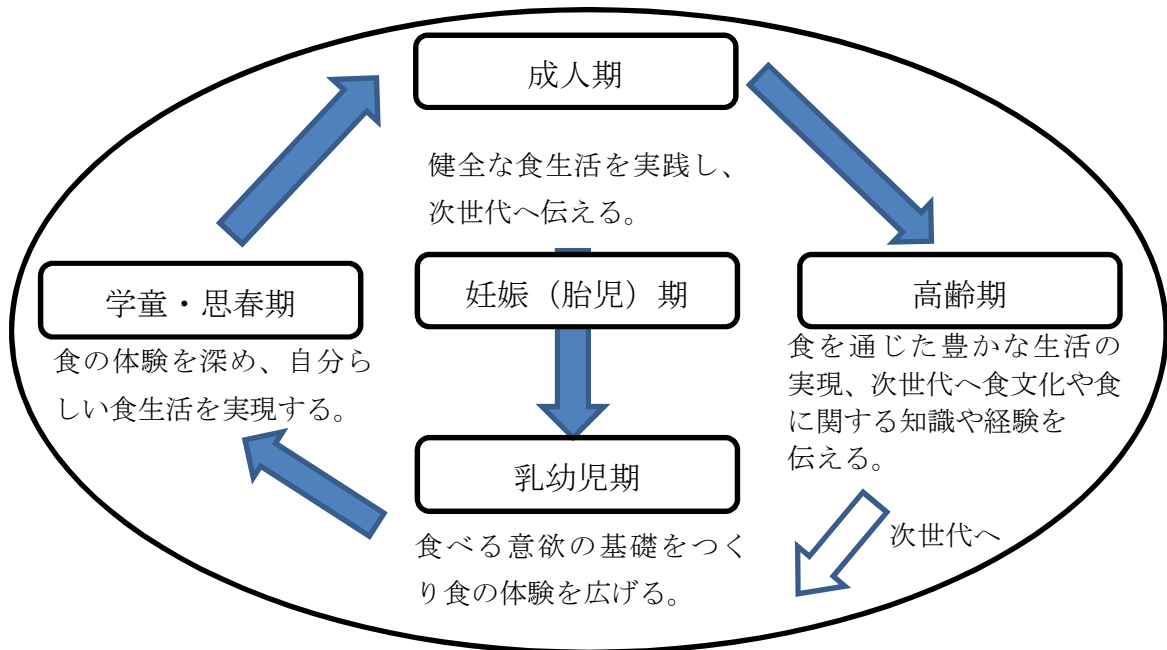 成人期
健全な食生活を実践し、
次世代へ伝える。
学童・思春期
食の体験を深め、自分ら
しい食生活を実現する。
妊娠（胎児）期
高齢期
食を通じた豊かな生活の
実現、次世代へ食文化や食
に関する知識や経験を
伝える。
乳幼児期
食べる意欲の基礎をつく
り食の体験を広げる。
次世代へ